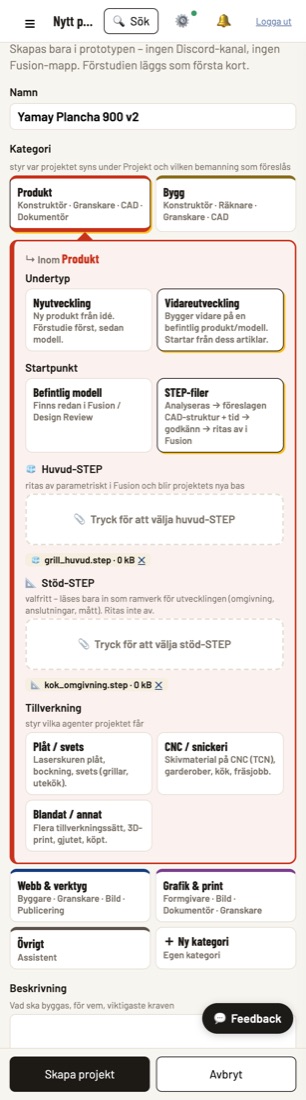 Nytt p...
Sök
Logga ut
Skapas bara i prototypen – ingen Discord-kanal, ingen
Fusion-mapp. Förstudien läggs som första kort.
Namn
Yamay Plancha 900 v2
Kategori
styr var projektet syns under Projekt och vilken bemanning som föreslås
Produkt
Konstruktör · Granskare · CAD ·
Dokumentör
Bygg
Konstruktör · Räknare ·
Granskare · CAD
↳ Inom Produkt
Undertyp
Nyutveckling
Ny produkt från idé.
Förstudie först, sedan
modell.
Vidareutveckling
Bygger vidare på en
befintlig produkt/modell.
Startar från dess artiklar.
Startpunkt
Befintlig modell
Finns redan i Fusion /
Design Review
STEP-filer
Analyseras → föreslagen
CAD-struktur + tid →
godkänn → ritas av i
Fusion
Huvud-STEP
ritas av parametriskt i Fusion och blir projektets nya bas
Tryck för att välja huvud-STEP
grill_huvud.step · 0 kB X
Stöd-STEP
valfritt – läses bara in som ramverk för utvecklingen (omgivning,
anslutningar, mått). Ritas inte av.
Tryck för att välja stöd-STEP
kok_omgivning.step · 0 kB X
Tillverkning
styr vilka agenter projektet får
Plåt / svets
Laserskuren plåt,
bockning, svets (grillar,
utekök).
CNC / snickeri
Skivmaterial på CNC (TCN),
garderober, kök, fräsjobb.
Blandat / annat
Flera tillverkningssätt, 3D-
print, gjutet, köpt.
Webb & verktyg
Byggare · Granskare · Bild ·
Publicering
Grafik & print
Formgivare · Bild ·
Dokumentör · Granskare
Övrigt
Assistent
+ Ny kategori
Egen kategori
Beskrivning
Vad ska byggas, för vem, viktigaste kraven
Feedback
Skapa projekt
Avbryt